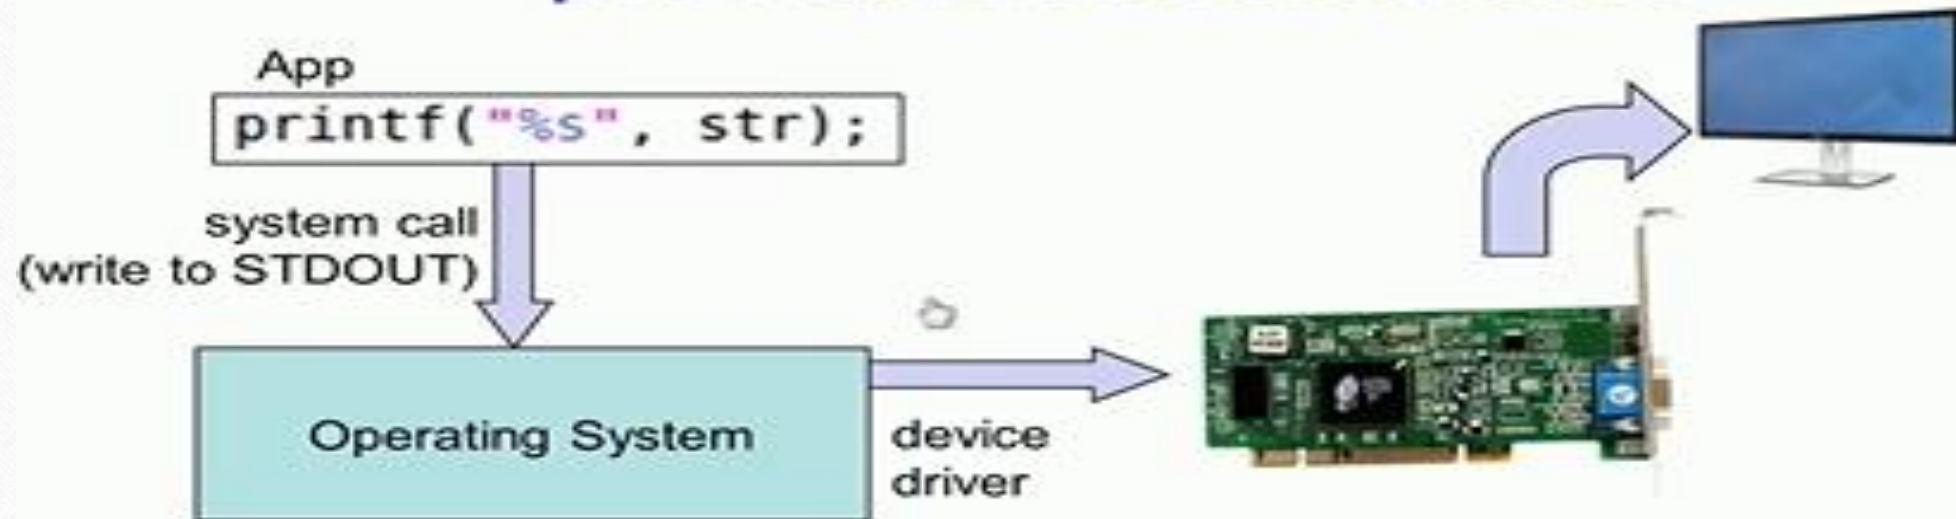 App
printf("%s", str);
system call
(write to STDOUT)
Operating System
device
driver